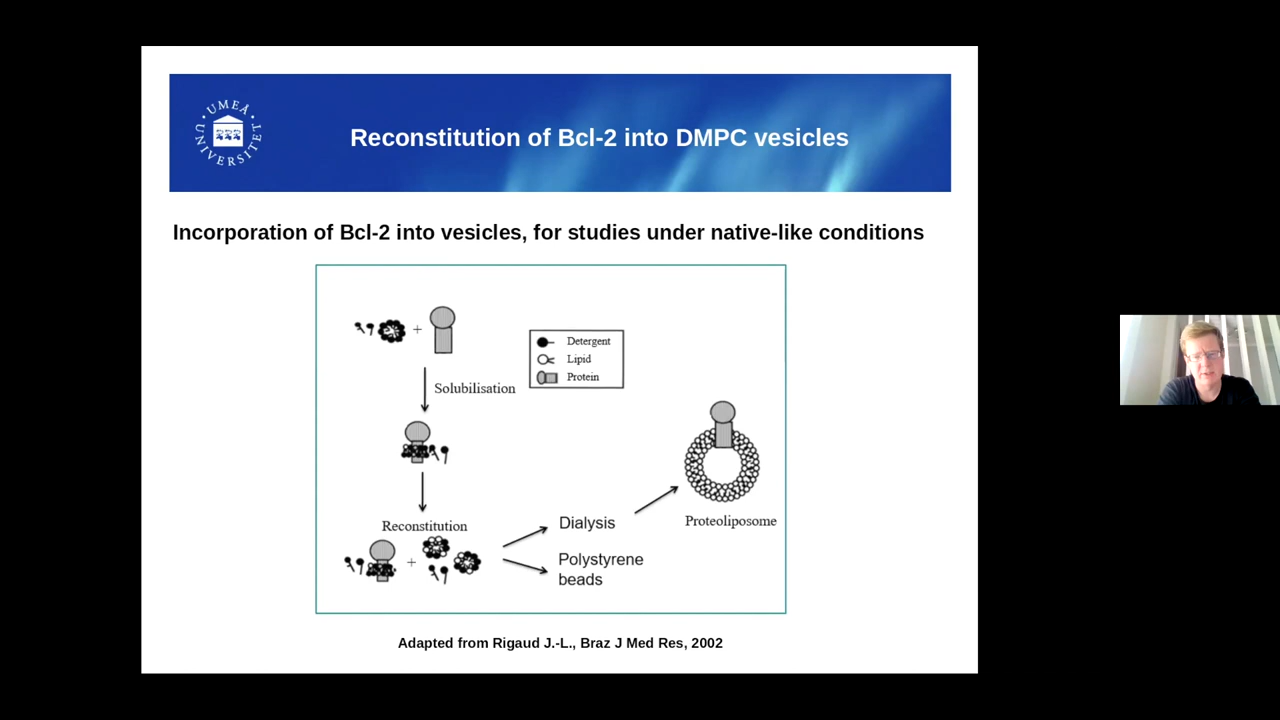 UMEÅ UNIVERSITET
Reconstitution of Bcl-2 into DMPC vesicles
Incorporation of Bcl-2 into vesicles, for studies under native-like conditions
+
Detergent
Lipid
Protein
Solubilisation
Reconstitution
+
Dialysis
Polystyrene
beads
Proteoliposome
Adapted from Rigaud J.-L., Braz J Med Res, 2002